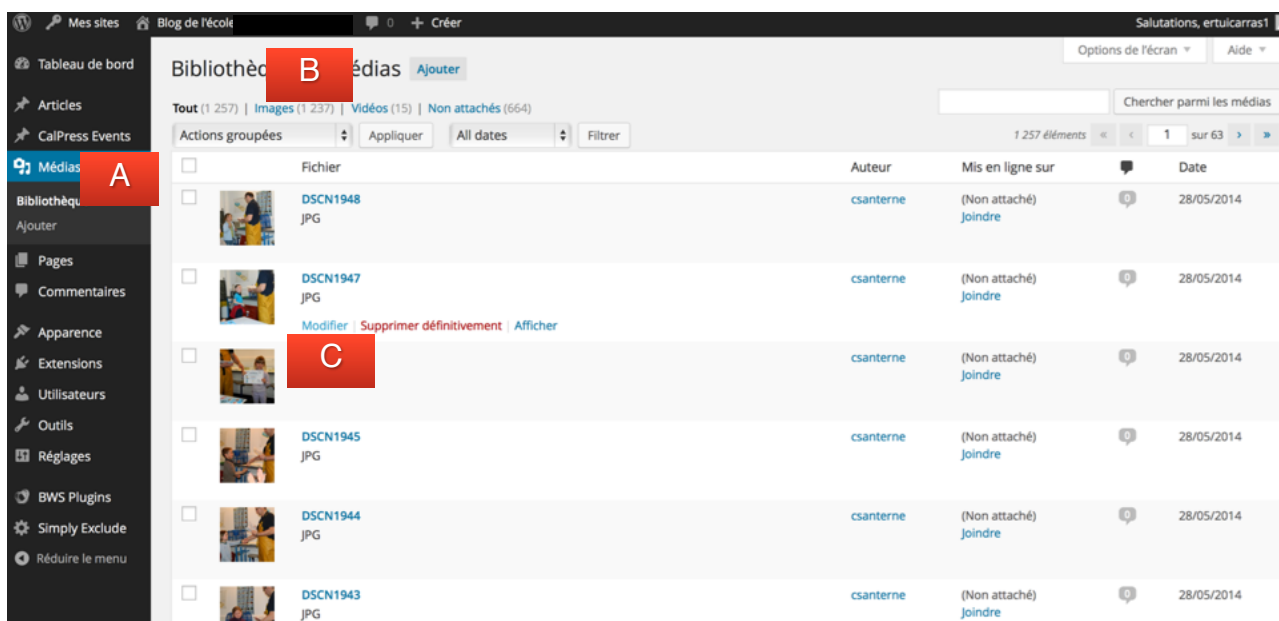 Mes sites Blog de l'école 0 + Créer Salutations, ertuicarras1
Tableau de bord
Articles
CalPress Events
Médias
A
Ajouter
Pages
Commentaires
Apparence
Extensions
Utilisateurs
Outils
Réglages
BWS Plugins
Simply Exclude
Réduire le menu
Options de l'écran Aide
B
Médias Ajouter
Tout (1 257) | Images (1 237) | Vidéos (15) | Non attachés (664)
Chercher parmi les médias
Actions groupées Appliquer All dates Filtrer 1 257 éléments « ‹ 1 sur 63 › »
Fichier Auteur Mis en ligne sur Date
DSCN1948 csanterne (Non attaché) 0 28/05/2014
JPG Joindre
DSCN1947 csanterne (Non attaché) 0 28/05/2014
JPG Joindre
Modifier | Supprimer définitivement | Afficher
C
csanterne (Non attaché) 0 28/05/2014
Joindre
DSCN1945 csanterne (Non attaché) 0 28/05/2014
JPG Joindre
DSCN1944 csanterne (Non attaché) 0 28/05/2014
JPG Joindre
DSCN1943 csanterne (Non attaché) 0 28/05/2014
JPG Joindre